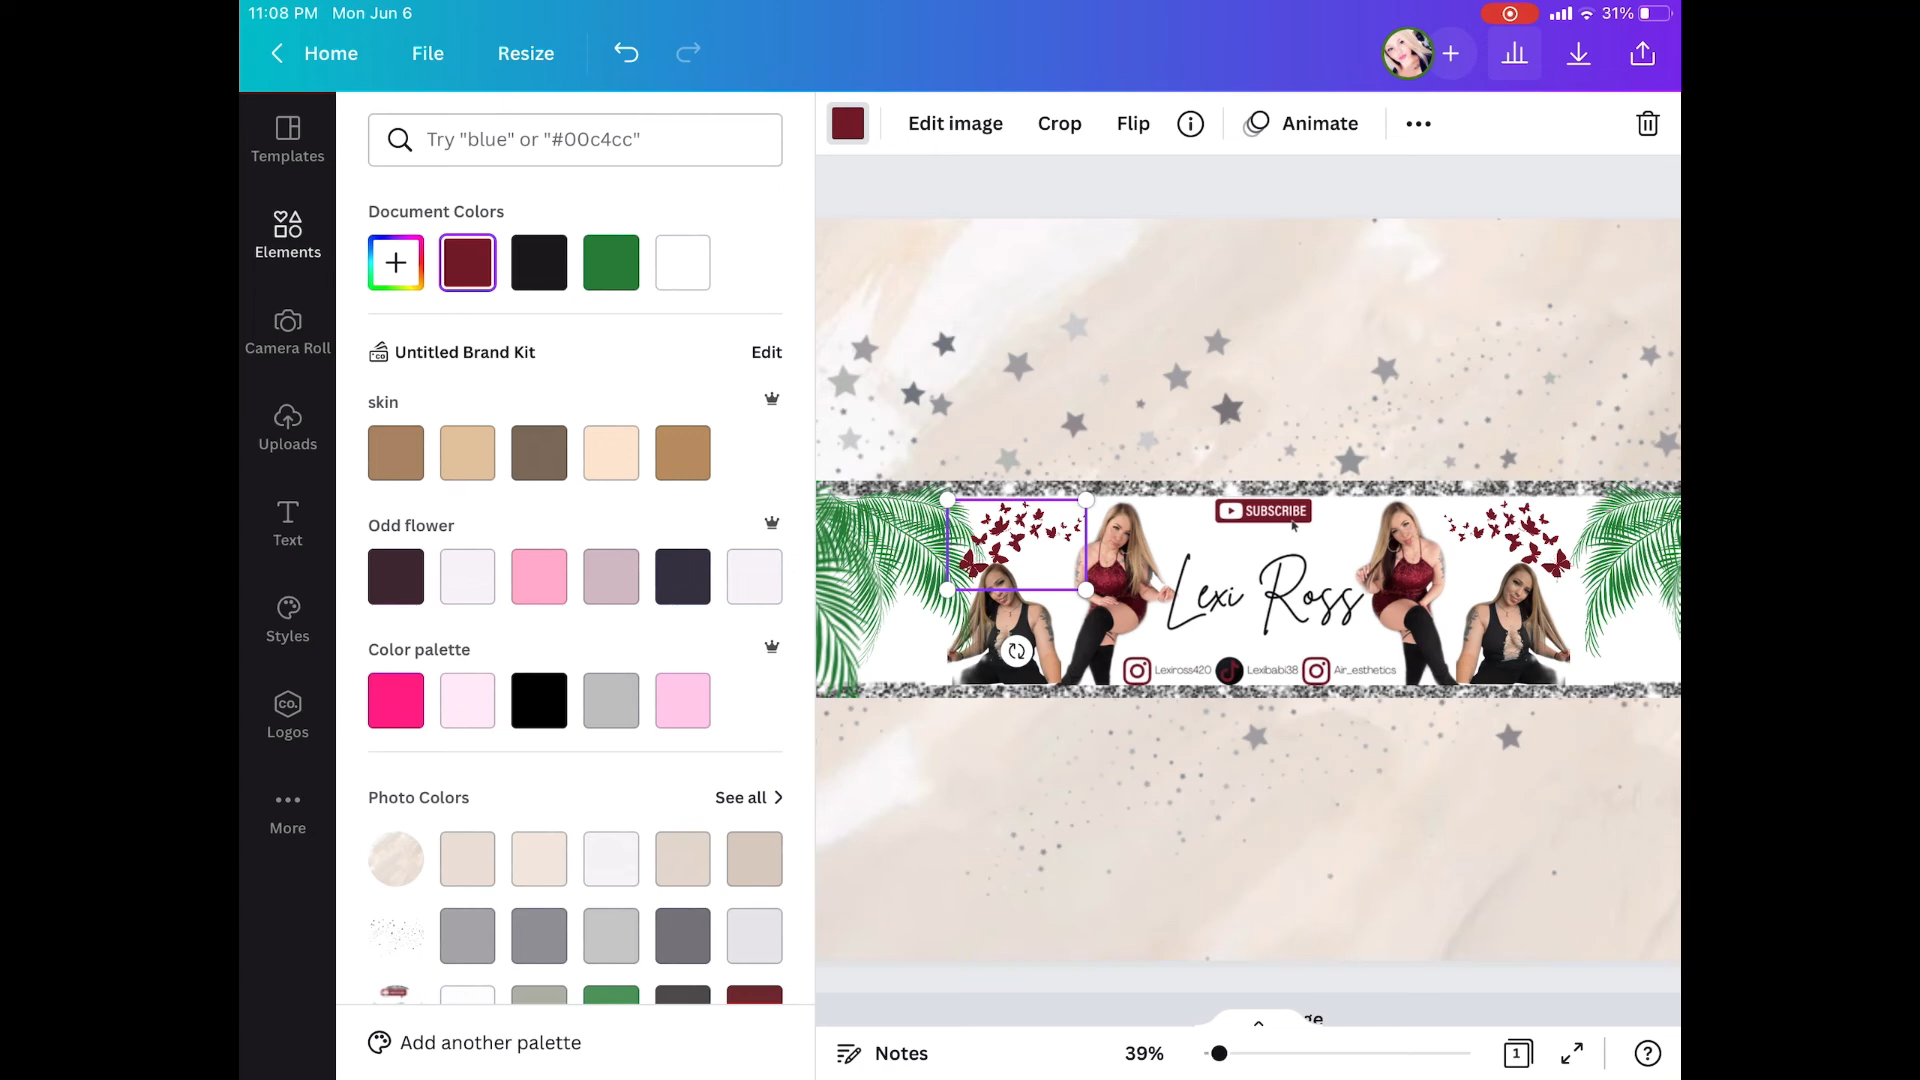 11:08 PM Mon Jun 6
31%
Home File Resize
Templates
Elements
Camera Roll
Uploads
Text
Styles
Logos
CO.
More
Try "blue" or "#00c4cc"
Document Colors
Untitled Brand Kit Edit
skin
Odd flower
Color palette
Photo Colors See all
Add another palette
Edit image Crop Flip Animate
SUBSCRIBE
Lexi Ross
Lexiross420 Lexibabi38 Air_esthetics
Notes 39% 1 ?